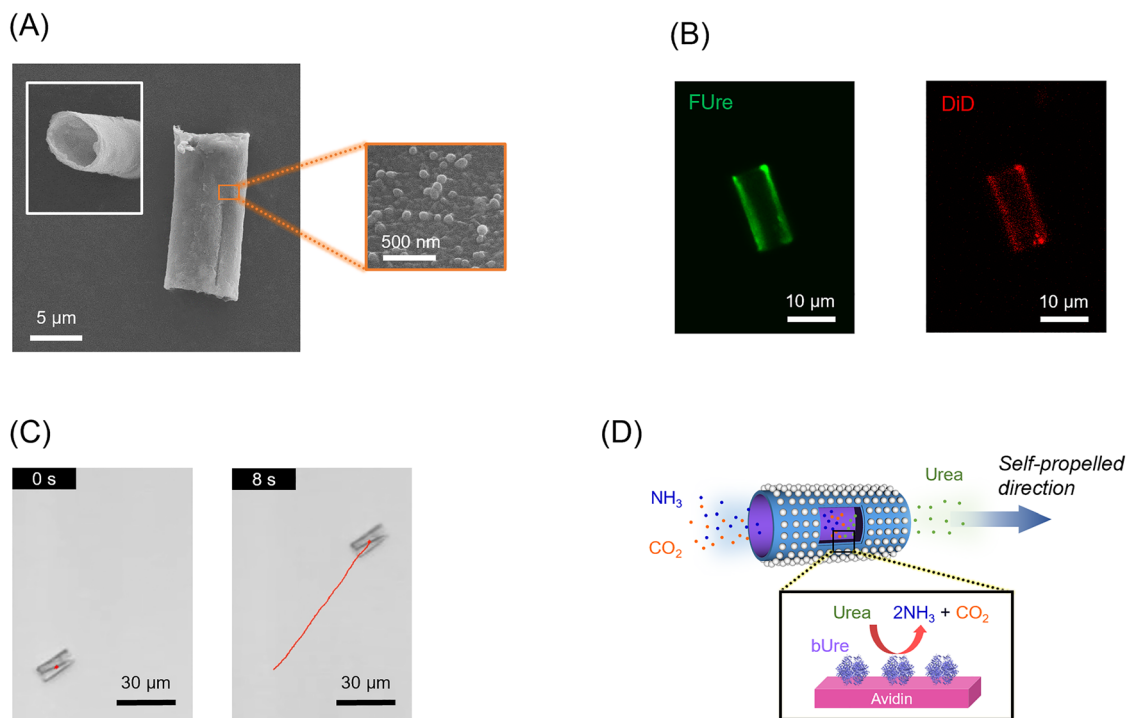 (A)
5 µm
500 nm
(B)
FUre
10 µm
DiD
10 µm
(C)
0 s
30 µm
8 s
30 µm
(D)
NH3
CO2
Urea
Self-propelled
direction
Urea 2NH3 + CO2
bUre
Avidin